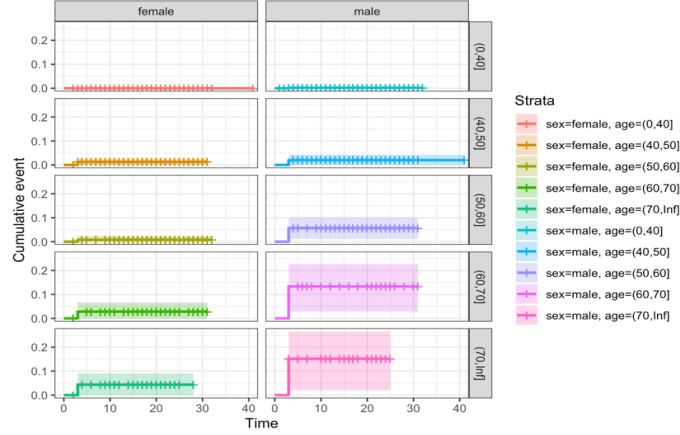 female male
0.2
0.1
0.0
(0,40]
0.2
0.1
0.0
(40,50]
0.2
0.1
0.0
(50,60]
0.2
0.1
0.0
(60,70]
0.2
0.1
0.0
(70,Inf]
0 10 20 30 40 0 10 20 30 40
Time
Cumulative event
Strata
sex=female, age=(0,40]
sex=female, age=(40,50]
sex=female, age=(50,60]
sex=female, age=(60,70]
sex=female, age=(70,Inf]
sex=male, age=(0,40]
sex=male, age=(40,50]
sex=male, age=(50,60]
sex=male, age=(60,70]
sex=male, age=(70,Inf]